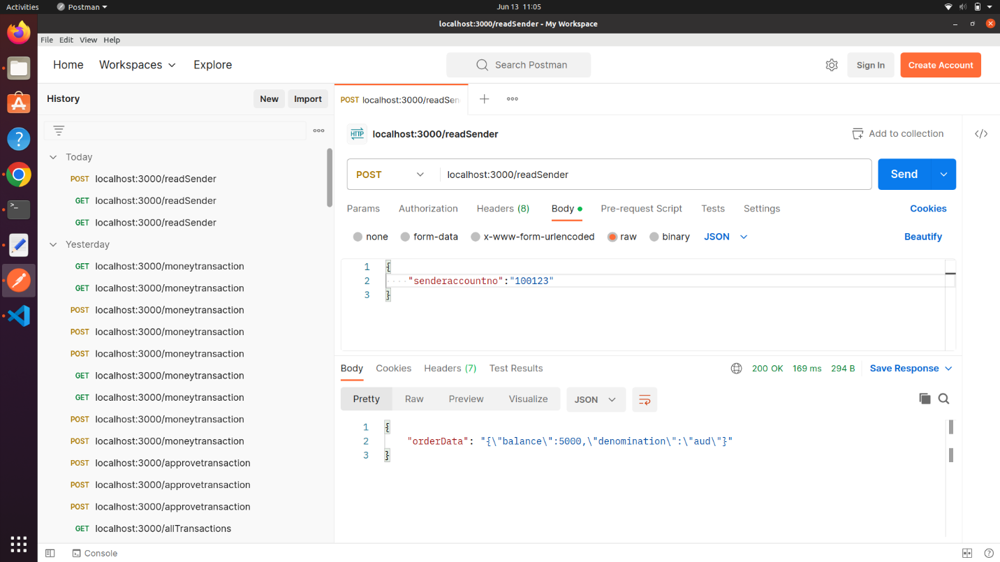 Activities Postman Jun 13 11:05
localhost:3000/readSender - My Workspace
File Edit View Help
Home Workspaces Explore Search Postman Sign In Create Account
History New Import POST localhost:3000/readSen
localhost:3000/readSender Add to collection
Today
POST localhost:3000/readSender
GET localhost:3000/readSender
GET localhost:3000/readSender
Yesterday
GET localhost:3000/moneytransaction
GET localhost:3000/moneytransaction
POST localhost:3000/moneytransaction
POST localhost:3000/moneytransaction
POST localhost:3000/moneytransaction
GET localhost:3000/moneytransaction
GET localhost:3000/moneytransaction
POST localhost:3000/moneytransaction
POST localhost:3000/moneytransaction
POST localhost:3000/approvetransaction
POST localhost:3000/approvetransaction
POST localhost:3000/approvetransaction
GET localhost:3000/allTransactions
HTTP
POST localhost:3000/readSender Send
Params Authorization Headers (8) Body Pre-request Script Tests Settings Cookies
none form-data x-www-form-urlencoded raw binary JSON Beautify
1 {
2 "senderaccountno":"100123"
3 }
Body Cookies Headers (7) Test Results 200 OK 169 ms 294 B Save Response
Pretty Raw Preview Visualize JSON
1 {
2 "orderData": "{\"balance\":5000,\"denomination\":\"aud\"}"
3 }
Console